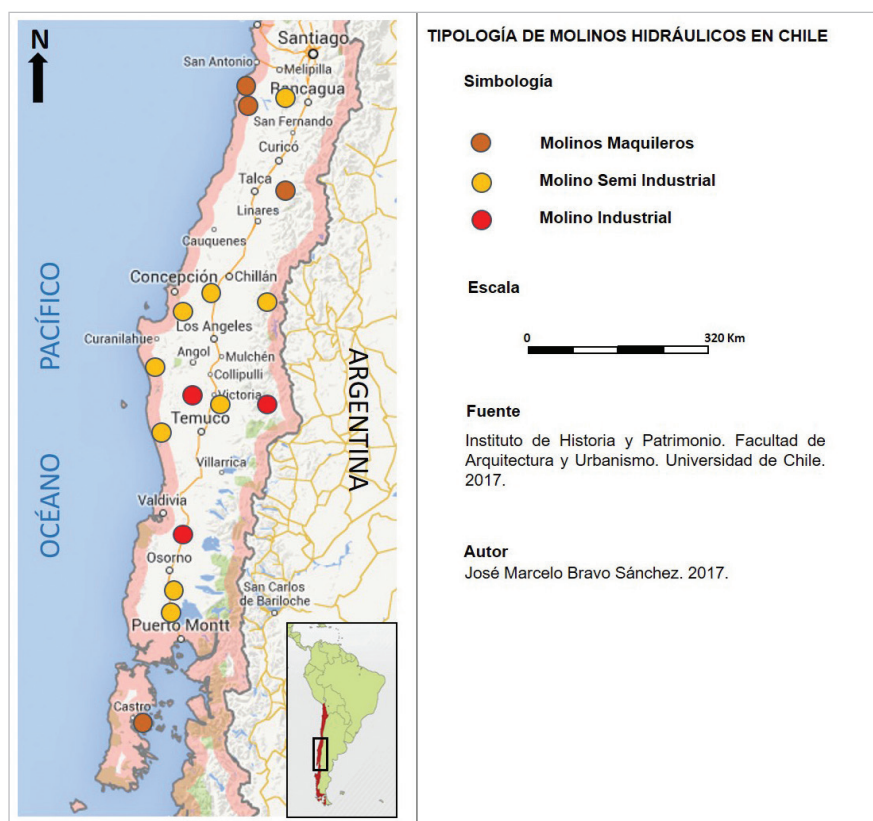 N
Santiago
San Antonio
Melipilla
Rancagua
San Fernando
Curicó
Talca
Linares
Cauquenes
Concepción
Chillán
Los Angeles
Curanilahue
Angol
Mulchén
Collipulli
Victoria
Temuco
Villarrica
Valdivia
Osorno
San Carlos
de Bariloche
Puerto Montt
Castro
OCÉANO PACÍFICO
ARGENTINA
TIPOLOGÍA DE MOLINOS HIDRÁULICOS EN CHILE
Simbología
Molinos Maquileros
Molino Semi Industrial
Molino Industrial
Escala
0 320 Km
Fuente
Instituto de Historia y Patrimonio. Facultad de
Arquitectura y Urbanismo. Universidad de Chile.
2017.
Autor
José Marcelo Bravo Sánchez. 2017.